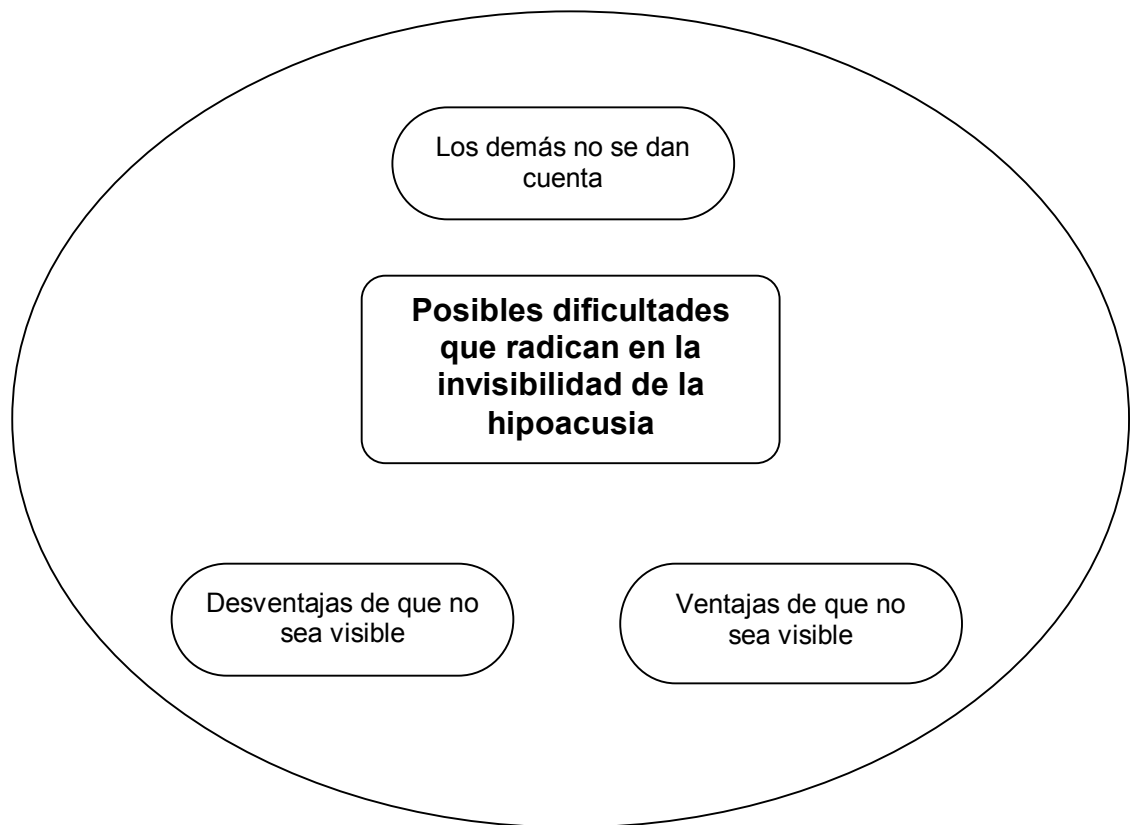 Los demás no se dan
cuenta
Posibles dificultades
que radican en la
invisibilidad de la
hipoacusia
Desventajas de que no
sea visible
Ventajas de que no
sea visible